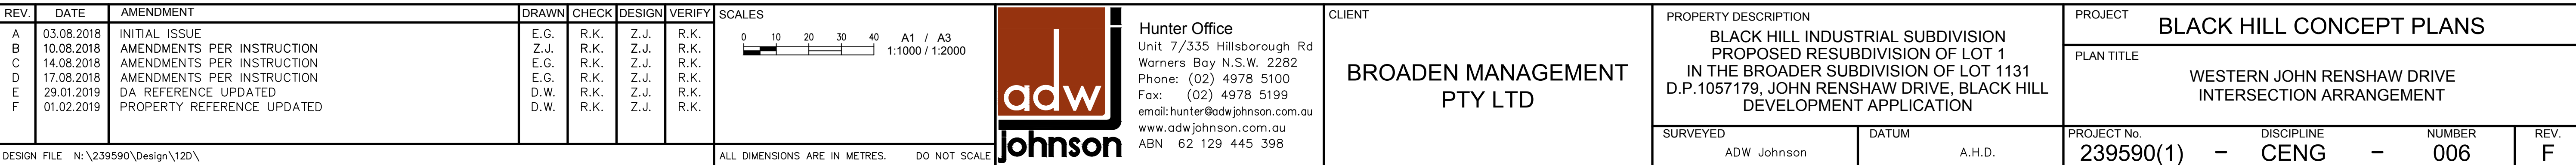 REV. DATE AMENDMENT DRAWN CHECK DESIGN VERIFY
A 03.08.2018 INITIAL ISSUE E.G. R.K. Z.J. R.K.
B 10.08.2018 AMENDMENTS PER INSTRUCTION Z.J. R.K. Z.J. R.K.
C 14.08.2018 AMENDMENTS PER INSTRUCTION E.G. R.K. Z.J. R.K.
D 17.08.2018 AMENDMENTS PER INSTRUCTION E.G. R.K. Z.J. R.K.
E 29.01.2019 DA REFERENCE UPDATED D.W. R.K. Z.J. R.K.
F 01.02.2019 PROPERTY REFERENCE UPDATED D.W. R.K. Z.J. R.K.
DESIGN FILE N:\239590\Design\12D\
SCALES
0 10 20 30 40 A1 / A3
1:1000 / 1:2000
ALL DIMENSIONS ARE IN METRES. DO NOT SCALE
adw
johnson
Hunter Office
Unit 7/335 Hillsborough Rd
Warners Bay N.S.W. 2282
Phone: (02) 4978 5100
Fax: (02) 4978 5199
email:hunter@adwjohnson.com.au
www.adwjohnson.com.au
ABN 62 129 445 398
CLIENT
BROADEN MANAGEMENT
PTY LTD
PROPERTY DESCRIPTION
BLACK HILL INDUSTRIAL SUBDIVISION
PROPOSED RESUBDIVISION OF LOT 1
IN THE BROADER SUBDIVISION OF LOT 1131
D.P.1057179, JOHN RENSHAW DRIVE, BLACK HILL
DEVELOPMENT APPLICATION
SURVEYED
ADW Johnson
DATUM
A.H.D.
PROJECT
BLACK HILL CONCEPT PLANS
PLAN TITLE
WESTERN JOHN RENSHAW DRIVE
INTERSECTION ARRANGEMENT
PROJECT No. DISCIPLINE NUMBER REV.
239590(1) - CENG - 006 F